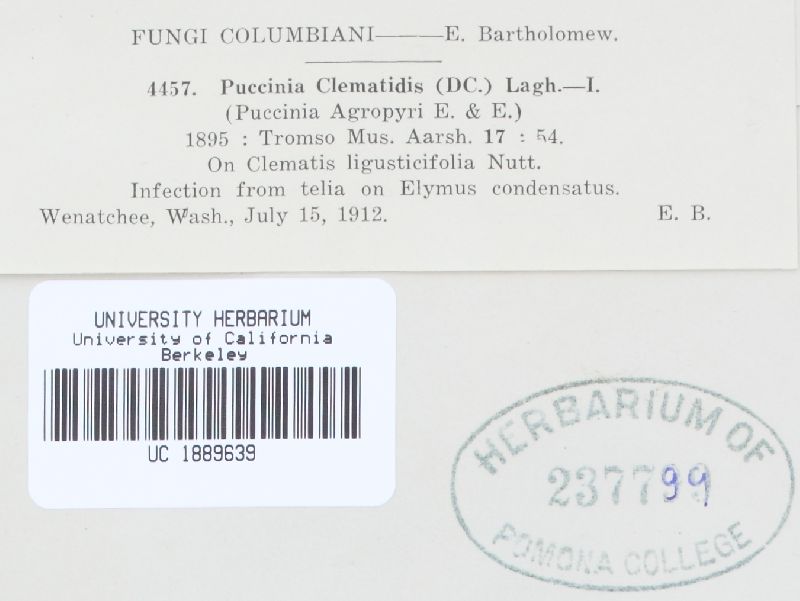 FUNGI COLUMBIANI——E. Bartholomew.
4457. Puccinia Clematidis (DC.) Lagh.—I.
(Puccinia Agropyri E. & E.)
1895 : Tromso Mus. Aarsh. 17 : 54.
On Clematis ligusticifolia Nutt.
Infection from telia on Elymus condensatus.
Wenatchee, Wash., July 15, 1912. E. B.
UNIVERSITY HERBARIUM
University of California
Berkeley
UC 1889639
HERBARIUM OF
237799
POMONA COLLEGE